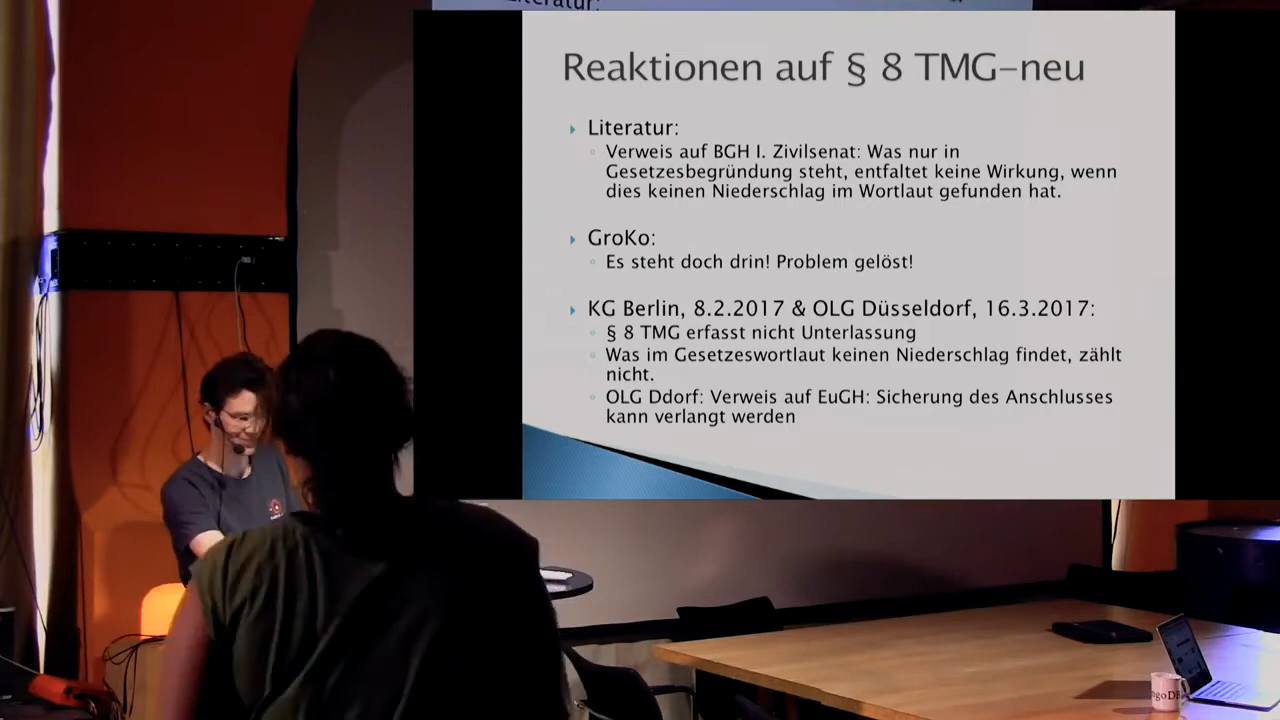 Literatur:
Reaktionen auf § 8 TMG-neu
Literatur:
Verweis auf BGH I. Zivilsenat: Was nur in
Gesetzesbegründung steht, entfaltet keine Wirkung, wenn
dies keinen Niederschlag im Wortlaut gefunden hat.
GroKo:
Es steht doch drin! Problem gelöst!
KG Berlin, 8.2.2017 & OLG Düsseldorf, 16.3.2017:
§ 8 TMG erfasst nicht Unterlassung
Was im Gesetzeswortlaut keinen Niederschlag findet, zählt
nicht.
OLG Ddorf: Verweis auf EuGH: Sicherung des Anschlusses
kann verlangt werden